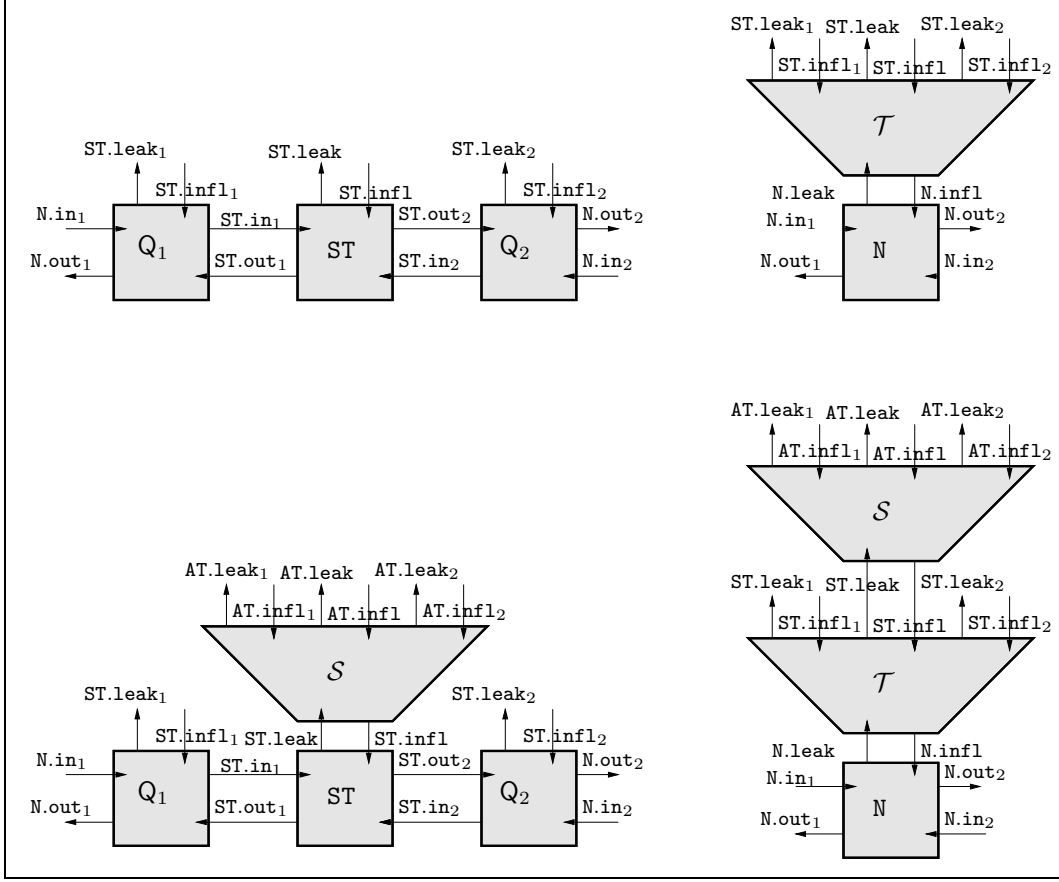 ST.leak₁ ST.leak ST.leak₂
ST.infl₁ ST.infl ST.infl₂
𝒯
N.leak N.infl
N.in₁ N.out₂
N
N.out₁ N.in₂
ST.leak₁ ST.leak ST.leak₂
ST.infl₁ ST.infl ST.infl₂
N.in₁ ST.in₁ ST.out₂ N.out₂
Q₁ ST Q₂
N.out₁ ST.out₁ ST.in₂ N.in₂
AT.leak₁ AT.leak AT.leak₂
AT.infl₁ AT.infl AT.infl₂
𝒮
ST.leak₁ ST.leak ST.leak₂
ST.infl₁ ST.infl ST.infl₂
𝒯
N.leak N.infl
N.in₁ N.out₂
N
N.out₁ N.in₂
AT.leak₁ AT.leak AT.leak₂
AT.infl₁ AT.infl AT.infl₂
𝒮
ST.leak₁ ST.leak₂
ST.infl₁ ST.leak ST.infl ST.infl₂
N.in₁ ST.in₁ ST.out₂ N.out₂
Q₁ ST Q₂
N.out₁ ST.out₁ ST.in₂ N.in₂